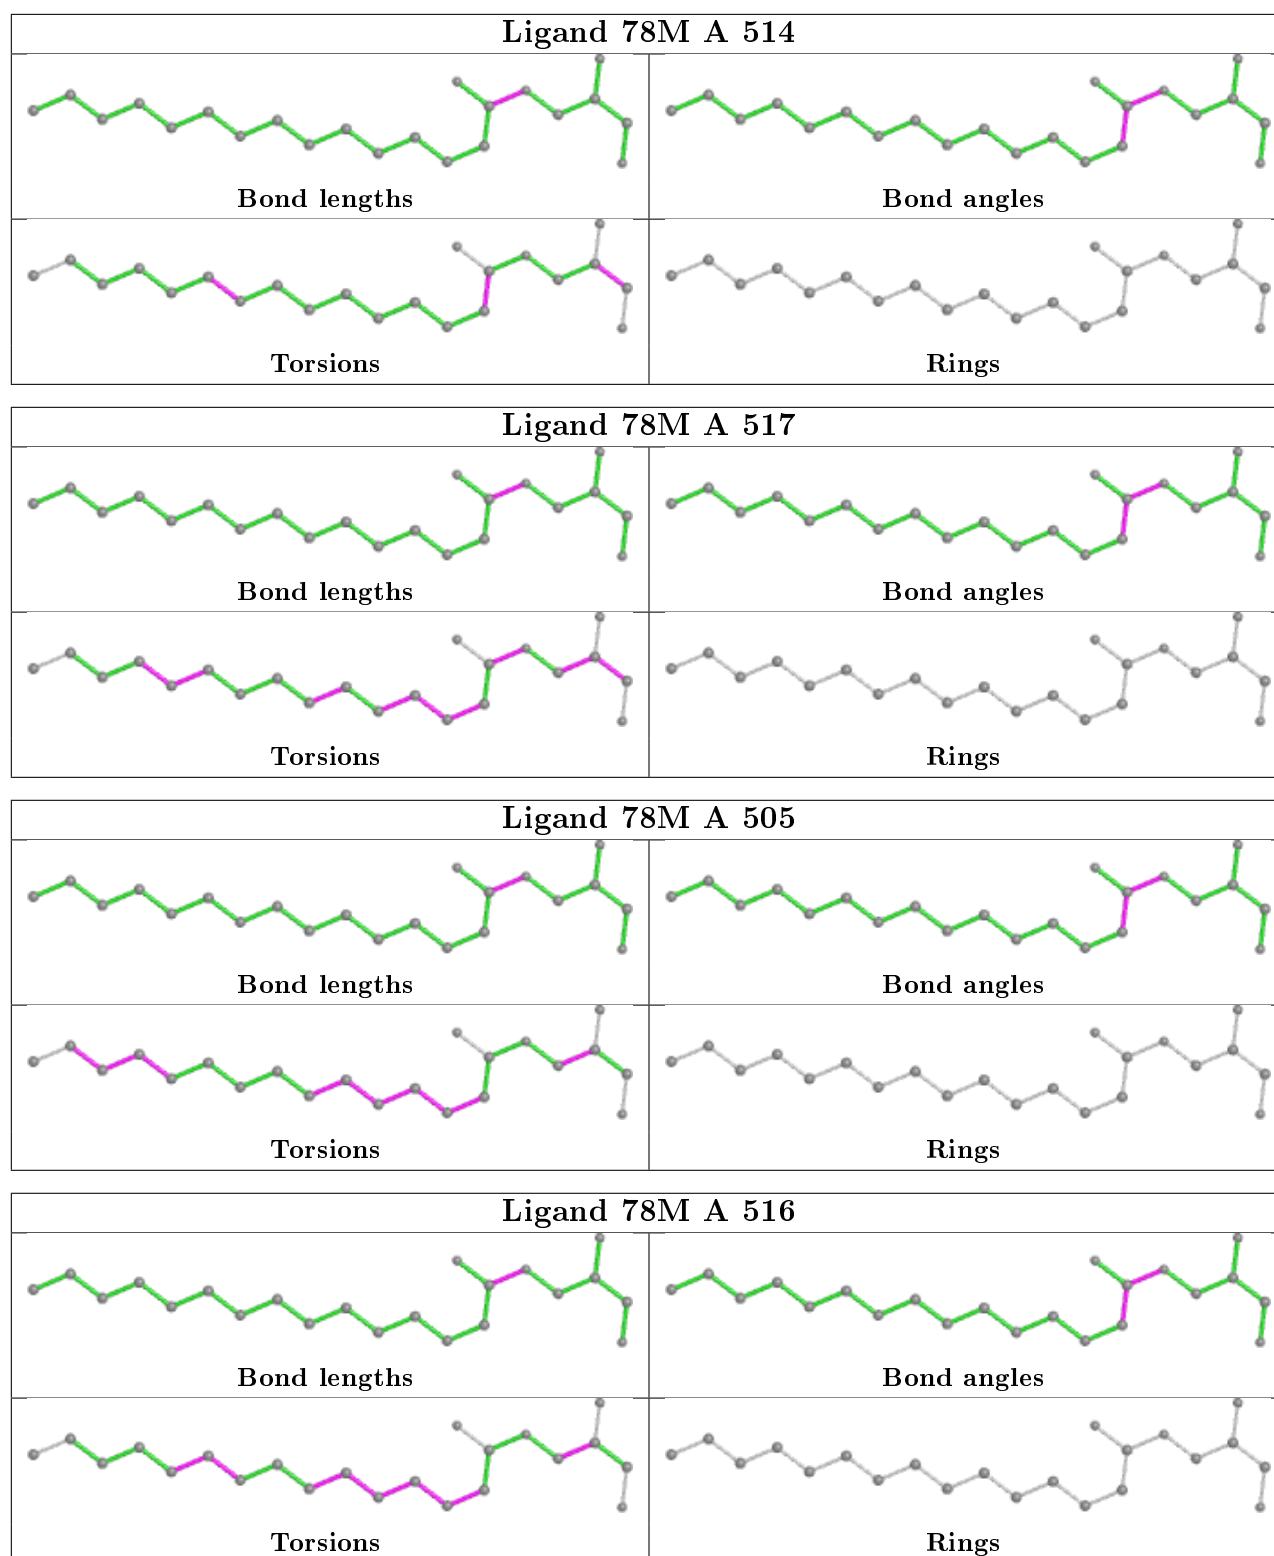 Ligand 78M A 514
Bond lengths
Bond angles
Torsions
Rings
Ligand 78M A 517
Bond lengths
Bond angles
Torsions
Rings
Ligand 78M A 505
Bond lengths
Bond angles
Torsions
Rings
Ligand 78M A 516
Bond lengths
Bond angles
Torsions
Rings